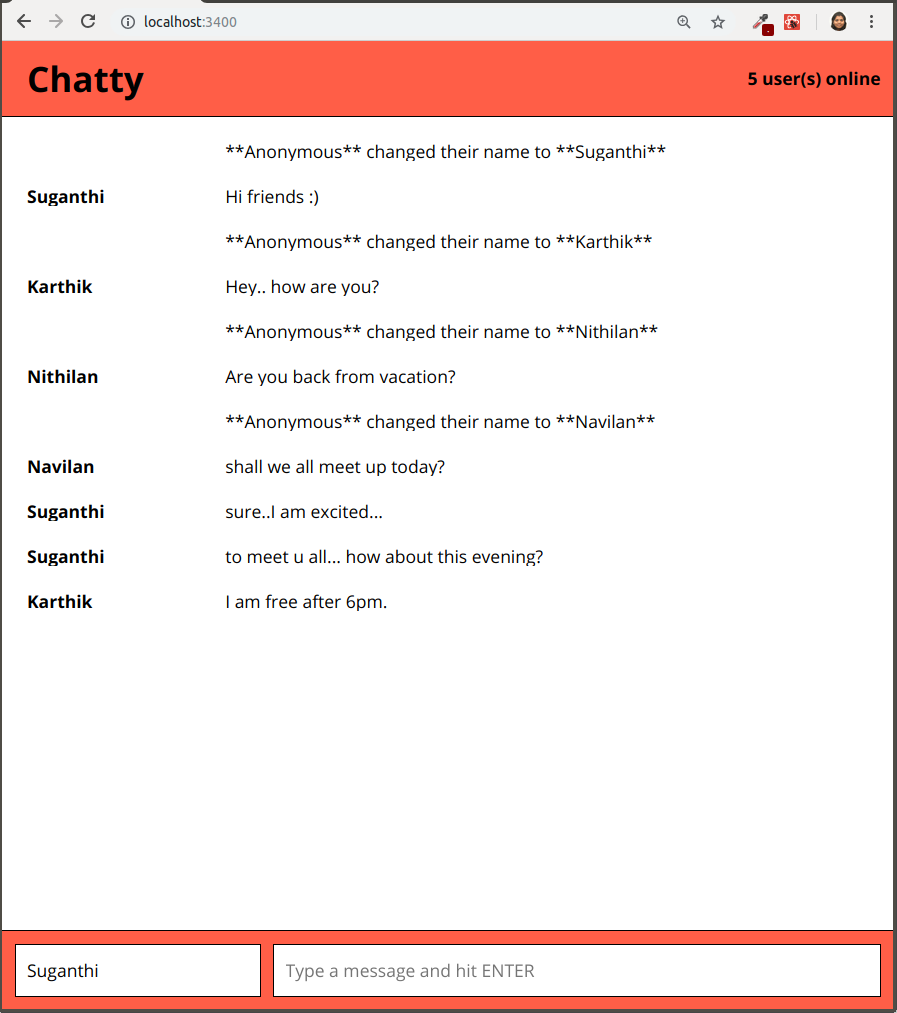 localhost:3400
Chatty
5 user(s) online
**Anonymous** changed their name to **Suganthi**
Suganthi Hi friends :)
**Anonymous** changed their name to **Karthik**
Karthik Hey.. how are you?
**Anonymous** changed their name to **Nithilan**
Nithilan Are you back from vacation?
**Anonymous** changed their name to **Navilan**
Navilan shall we all meet up today?
Suganthi sure..I am excited...
Suganthi to meet u all... how about this evening?
Karthik I am free after 6pm.
Suganthi Type a message and hit ENTER